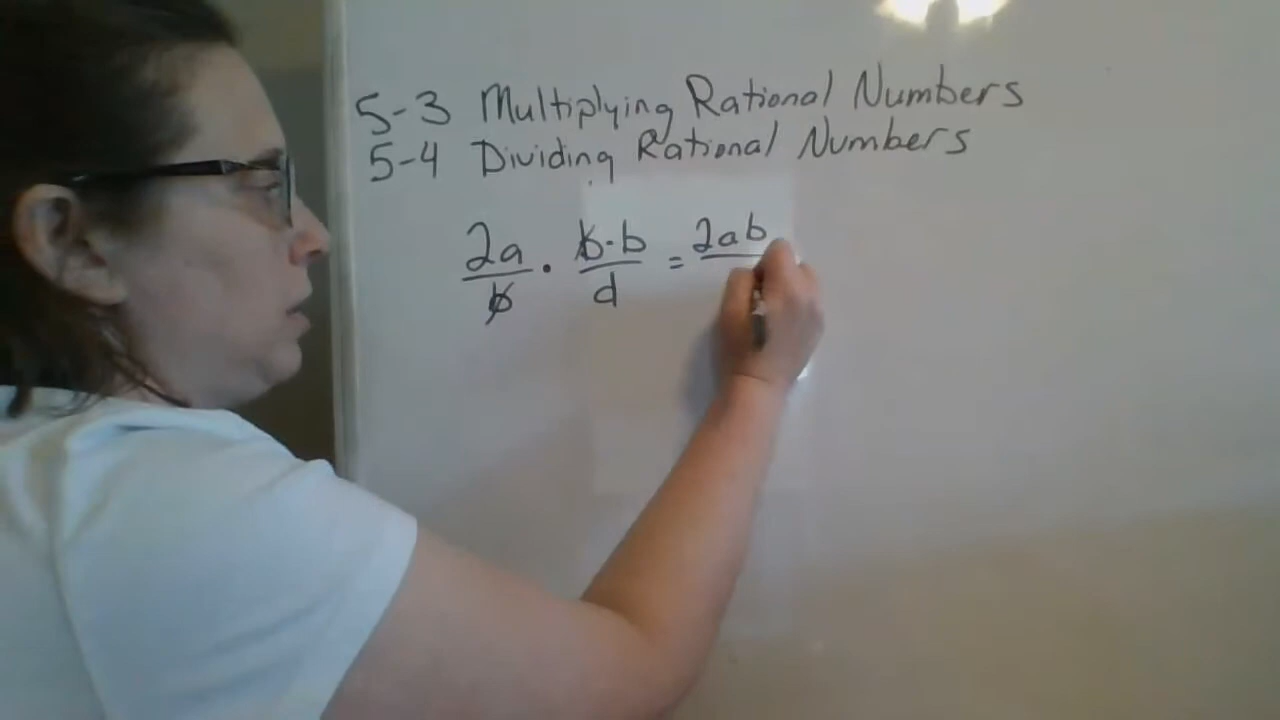 5-3 Multiplying Rational Numbers
5-4 Dividing Rational Numbers
2a/b · b·b/d = 2ab